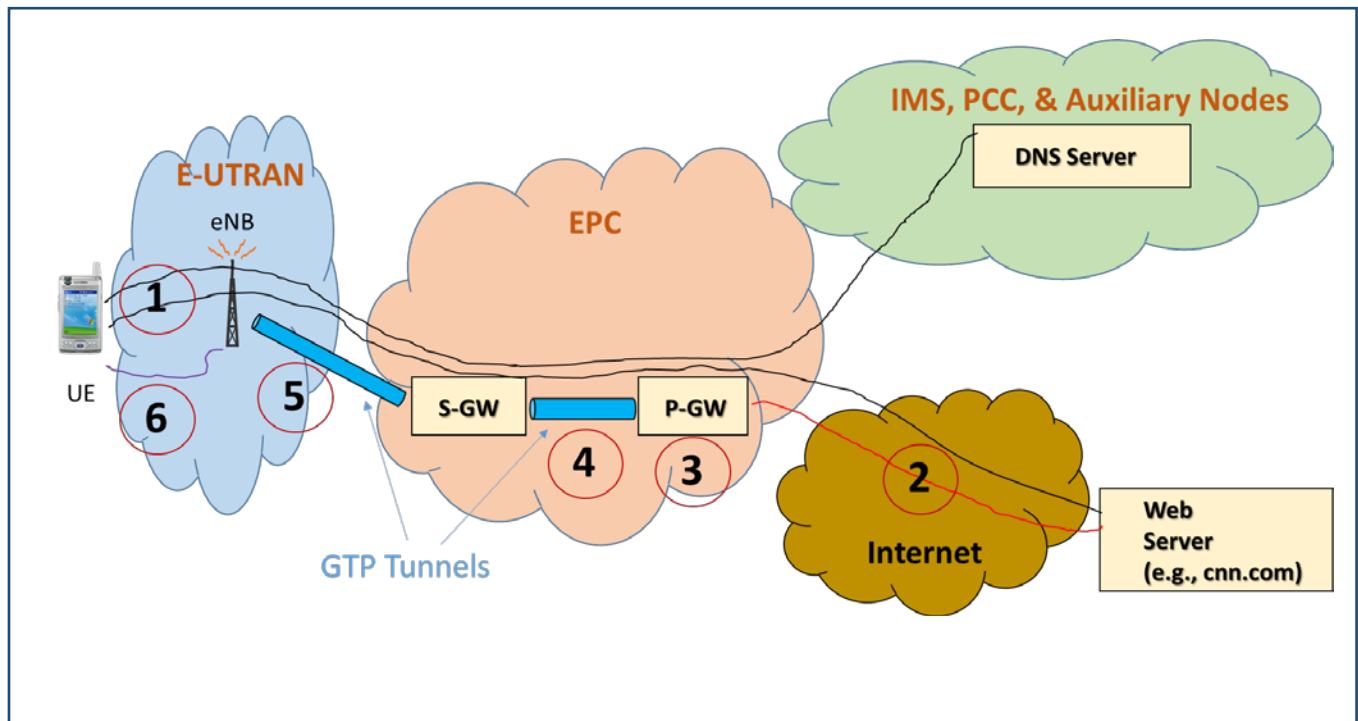 IMS, PCC, & Auxiliary Nodes
DNS Server
E-UTRAN
eNB
EPC
1
UE
6
5
S-GW
P-GW
4
3
2
GTP Tunnels
Internet
Web
Server
(e.g., cnn.com)